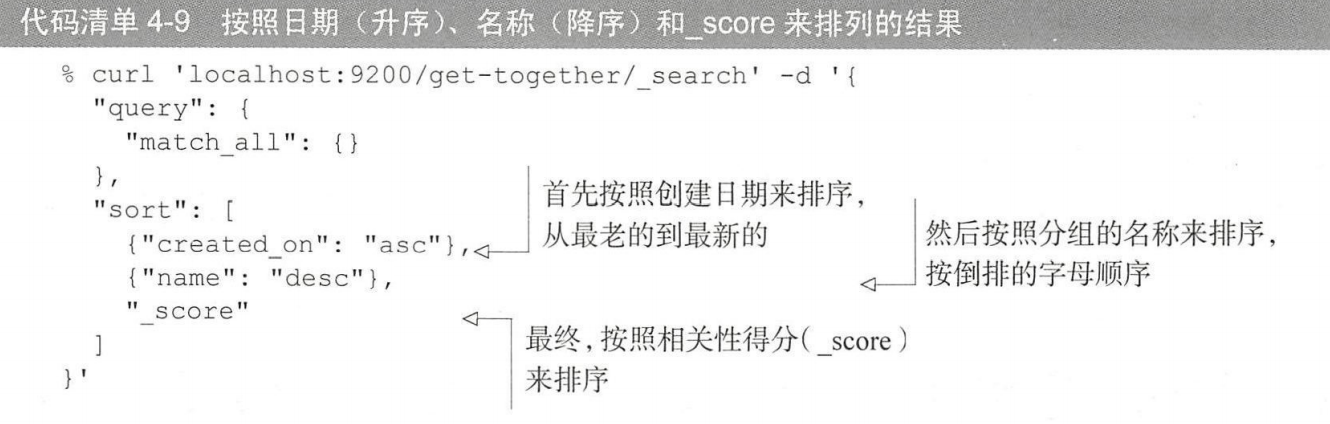 代码清单 4-9 按照日期（升序）、名称（降序）和_score 来排列的结果
% curl 'localhost:9200/get-together/_search' -d '{
"query": {
"match_all": {}
},
"sort": [
{"created_on": "asc"},
{"name": "desc"},
"_score"
]
}'
首先按照创建日期来排序，
从最老的到最新的
然后按照分组的名称来排序，
按倒排的字母顺序
最终，按照相关性得分(_score)
来排序